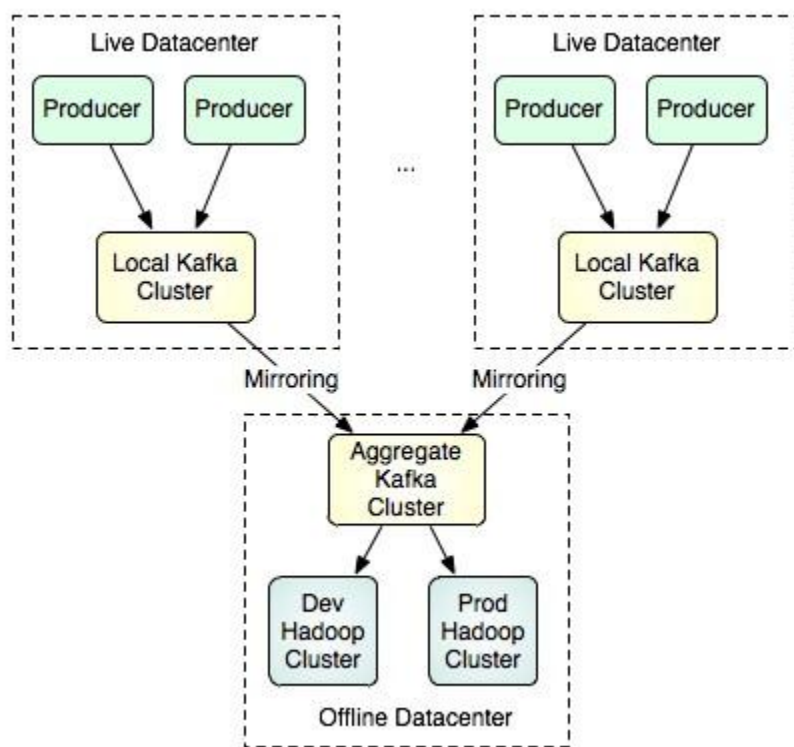 Live Datacenter
Producer
Producer
Local Kafka
Cluster
...
Live Datacenter
Producer
Producer
Local Kafka
Cluster
Mirroring
Mirroring
Aggregate
Kafka
Cluster
Dev
Hadoop
Cluster
Prod
Hadoop
Cluster
Offline Datacenter